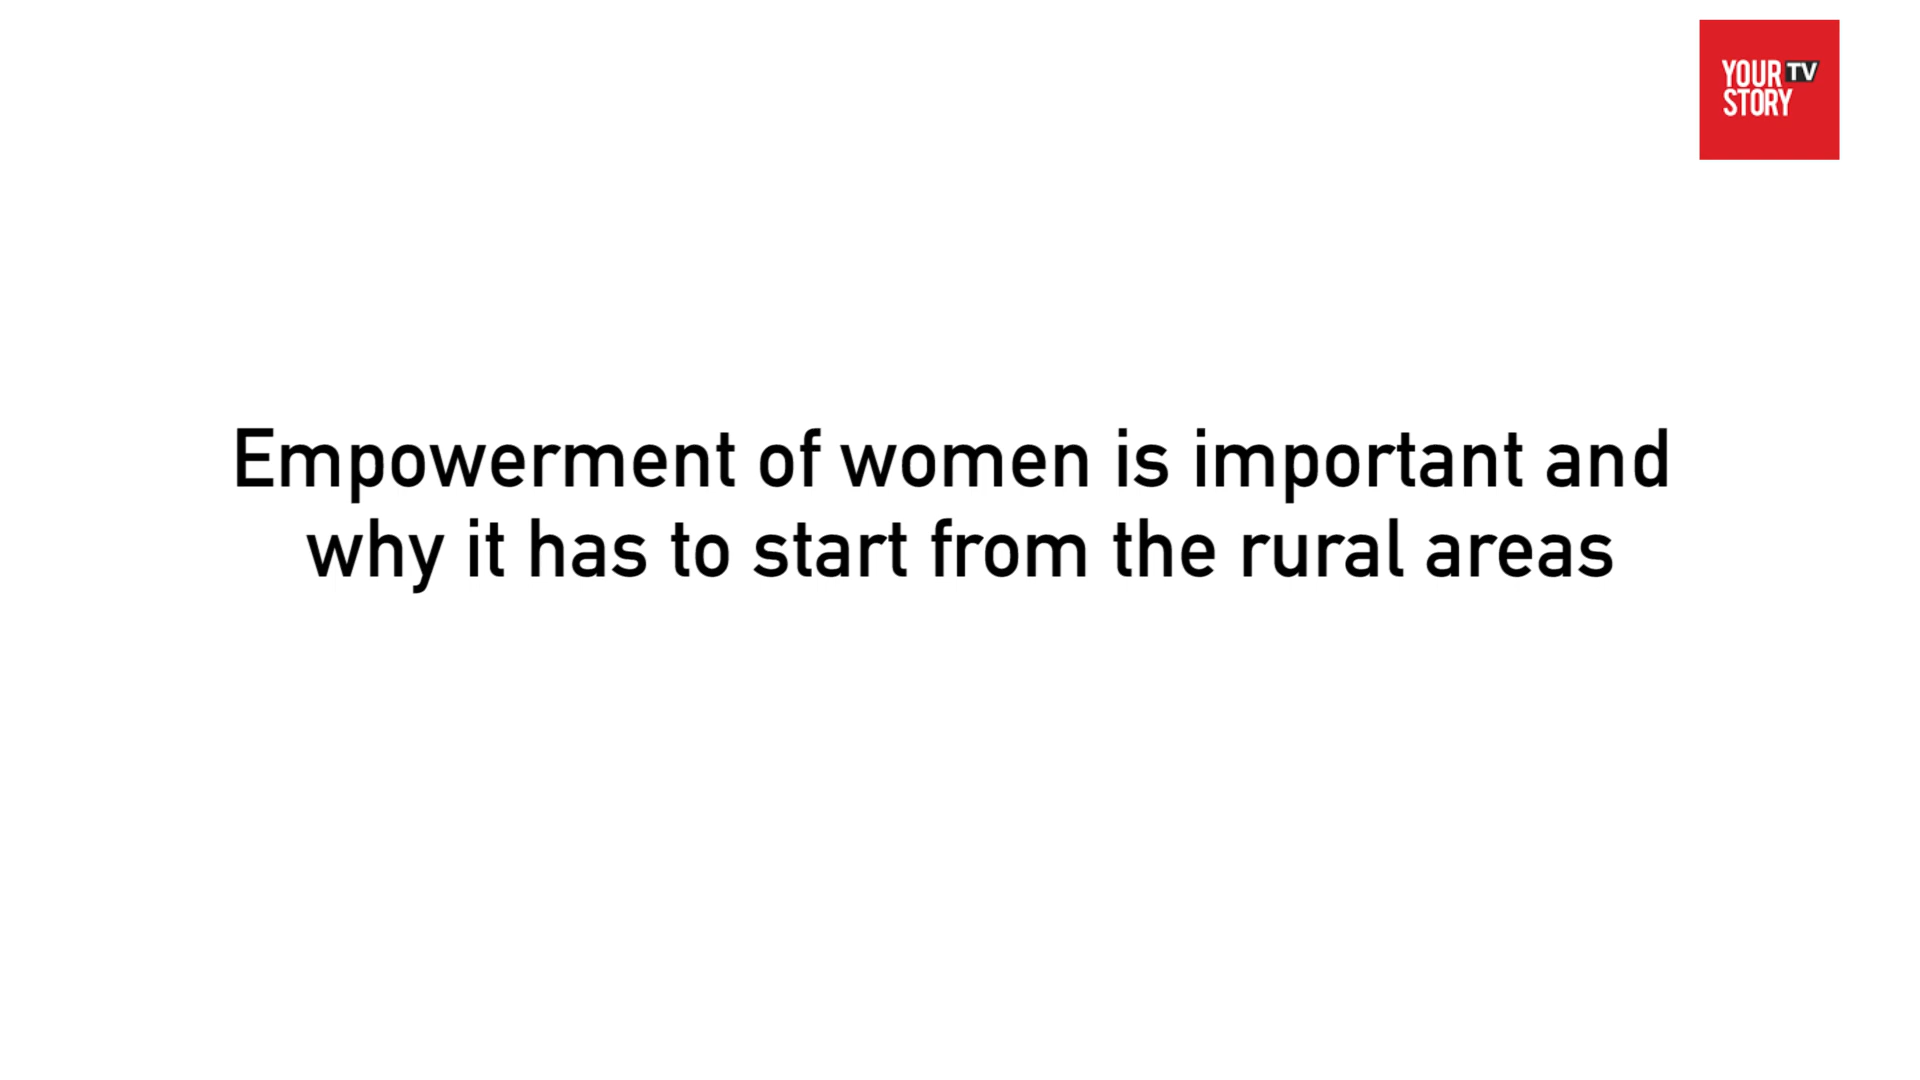 YOUR TV
STORY
Empowerment of women is important and
why it has to start from the rural areas